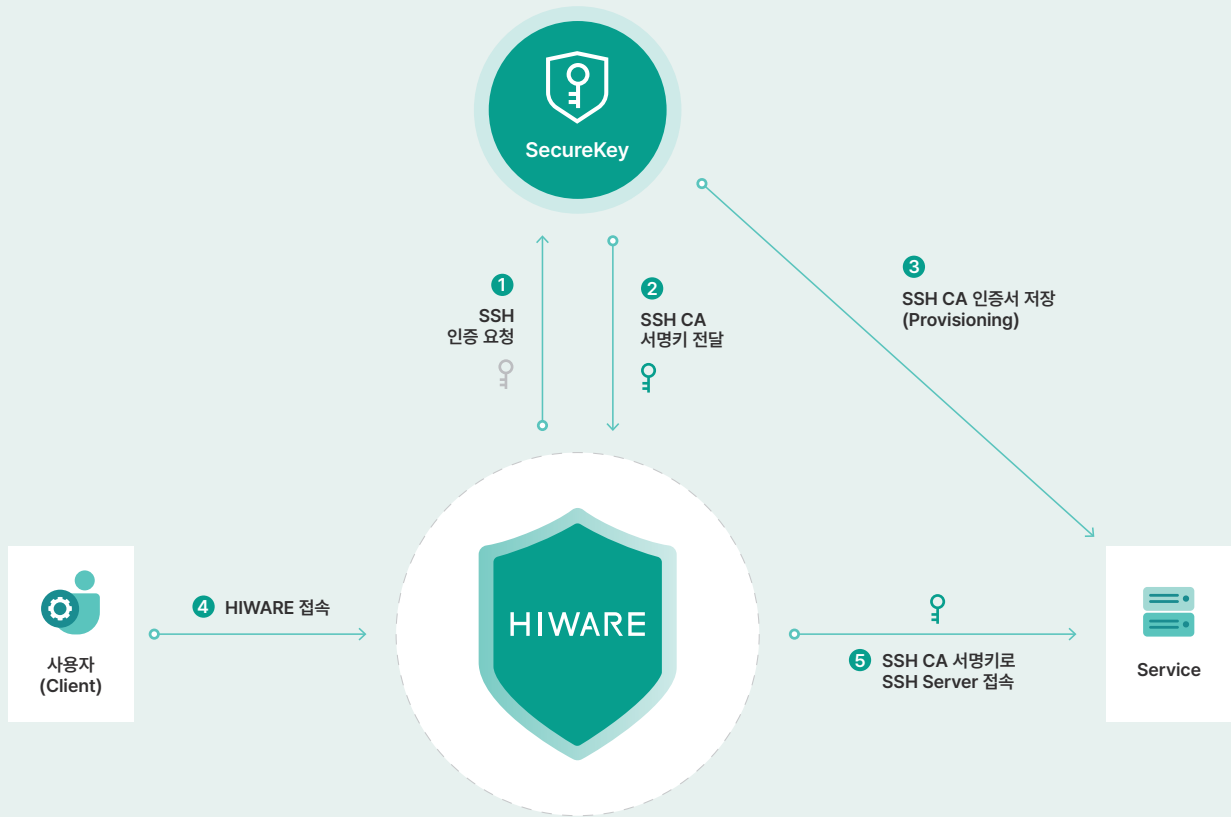 SecureKey
1
SSH
인증 요청
2
SSH CA
서명키 전달
3
SSH CA 인증서 저장
(Provisioning)
HIWARE
사용자
(Client)
4 HIWARE 접속
5 SSH CA 서명키로
SSH Server 접속
Service